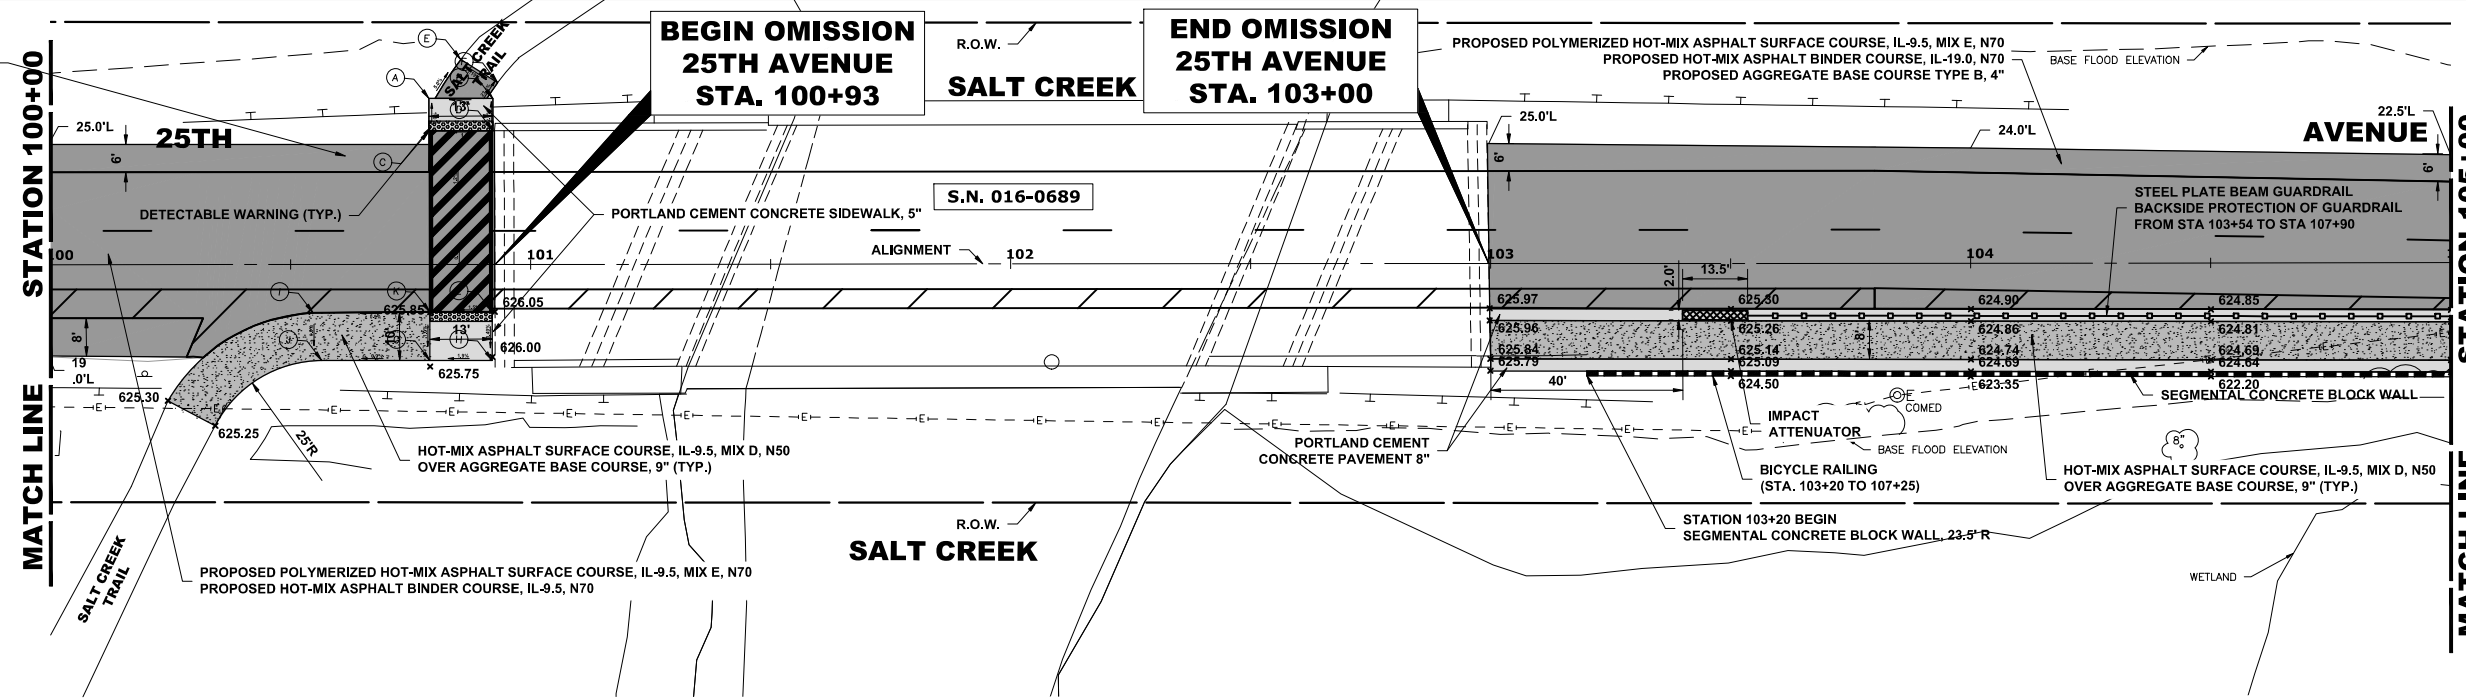 STATION 100+00
MATCH LINE
25.0'L
6'
25TH
C
A
E
SALT CREEK
TRAIL
13'
DETECTABLE WARNING (TYP.)
BEGIN OMISSION
25TH AVENUE
STA. 100+93
R.O.W.
SALT CREEK
END OMISSION
25TH AVENUE
STA. 103+00
PROPOSED POLYMERIZED HOT-MIX ASPHALT SURFACE COURSE, IL-9.5, MIX E, N70
PROPOSED HOT-MIX ASPHALT BINDER COURSE, IL-19.0, N70
PROPOSED AGGREGATE BASE COURSE TYPE B, 4"
BASE FLOOD ELEVATION
25.0'L
24.0'L
22.5'L
AVENUE
6'
6'
S.N. 016-0689
PORTLAND CEMENT CONCRETE SIDEWALK, 5"
STEEL PLATE BEAM GUARDRAIL
BACKSIDE PROTECTION OF GUARDRAIL
FROM STA 103+54 TO STA 107+90
ALIGNMENT
100
101
102
103
104
2.0'
13.5'
I
K
625.85
626.05
625.97
625.30
624.90
624.85
8'
J
13'
H
626.00
625.75
625.96
625.26
624.86
624.81
8'
625.84
625.14
624.74
624.69
625.79
625.09
624.69
624.64
624.50
623.35
622.20
19
.0'L
625.30
625.25
25'R
40'
E
E
E
E
E
E
E
E
E
E
E
E
E
COMED
SEGMENTAL CONCRETE BLOCK WALL
IMPACT
ATTENUATOR
HOT-MIX ASPHALT SURFACE COURSE, IL-9.5, MIX D, N50
OVER AGGREGATE BASE COURSE, 9" (TYP.)
PORTLAND CEMENT
CONCRETE PAVEMENT 8"
BASE FLOOD ELEVATION
8"
BICYCLE RAILING
(STA. 103+20 TO 107+25)
HOT-MIX ASPHALT SURFACE COURSE, IL-9.5, MIX D, N50
OVER AGGREGATE BASE COURSE, 9" (TYP.)
R.O.W.
SALT CREEK
STATION 103+20 BEGIN
SEGMENTAL CONCRETE BLOCK WALL, 23.5' R
SALT CREEK
TRAIL
PROPOSED POLYMERIZED HOT-MIX ASPHALT SURFACE COURSE, IL-9.5, MIX E, N70
PROPOSED HOT-MIX ASPHALT BINDER COURSE, IL-9.5, N70
WETLAND
STATION 105+00
MATCH LINE